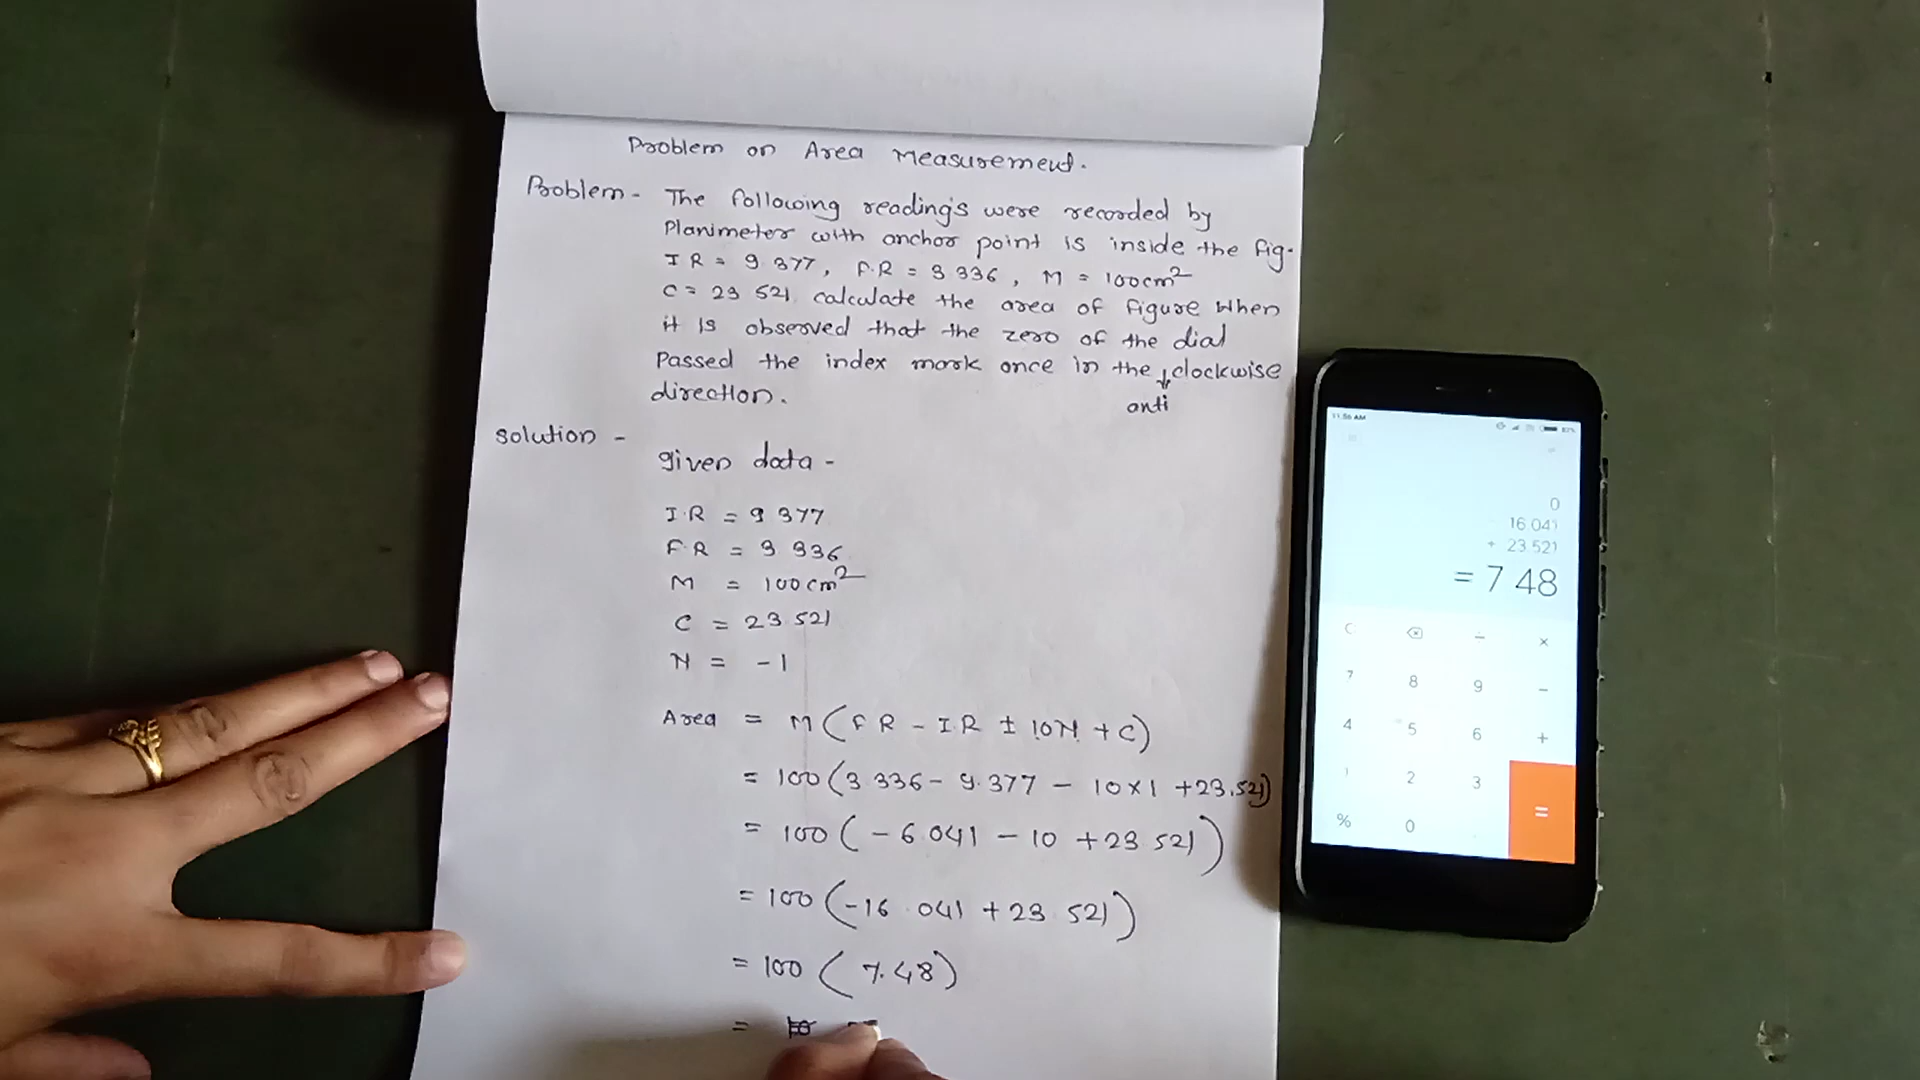 Problem on Area Measurement.
Problem - The following reading's were recorded by
Planimeter with anchor point is inside the fig.
I R = 9.377, F.R = 3 336, M = 100cm²
C = 23 521. calculate the area of figure when
it is observed that the zero of the dial
Passed the index mark once in the clockwise
anti
direction.
solution -
given data -
I.R = 9 377
F.R = 3 336
M = 100cm²
C = 23.521
N = -1
Area = M(F R - I.R ± 10N + C)
= 100(3.336 - 9.377 - 10×1 + 23.521)
= 100(-6.041 - 10 + 23 521)
= 100(-16.041 + 23.521)
= 100(7.48)
=
11:56 AM
0
16 041
+ 23.521
= 7 48
C ÷ ×
7 8 9 −
4 5 6 +
1 2 3
% 0 . =